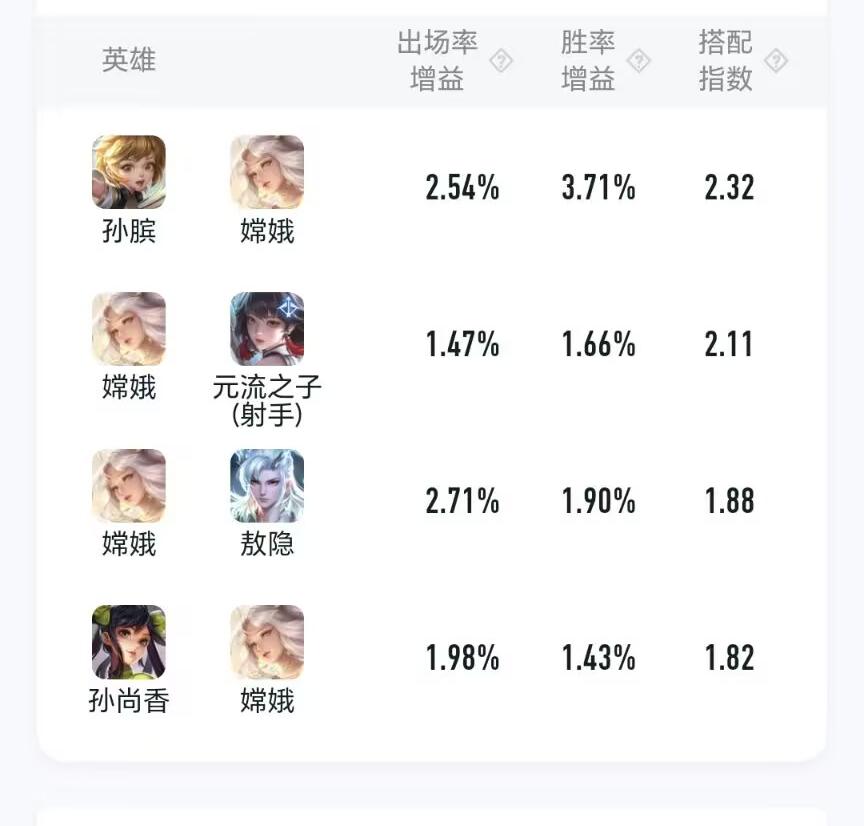 英雄
出场率
增益
胜率
增益
搭配
指数
孙膑 嫦娥 2.54% 3.71% 2.32
嫦娥 元流之子
(射手) 1.47% 1.66% 2.11
嫦娥 敖隐 2.71% 1.90% 1.88
孙尚香 嫦娥 1.98% 1.43% 1.82